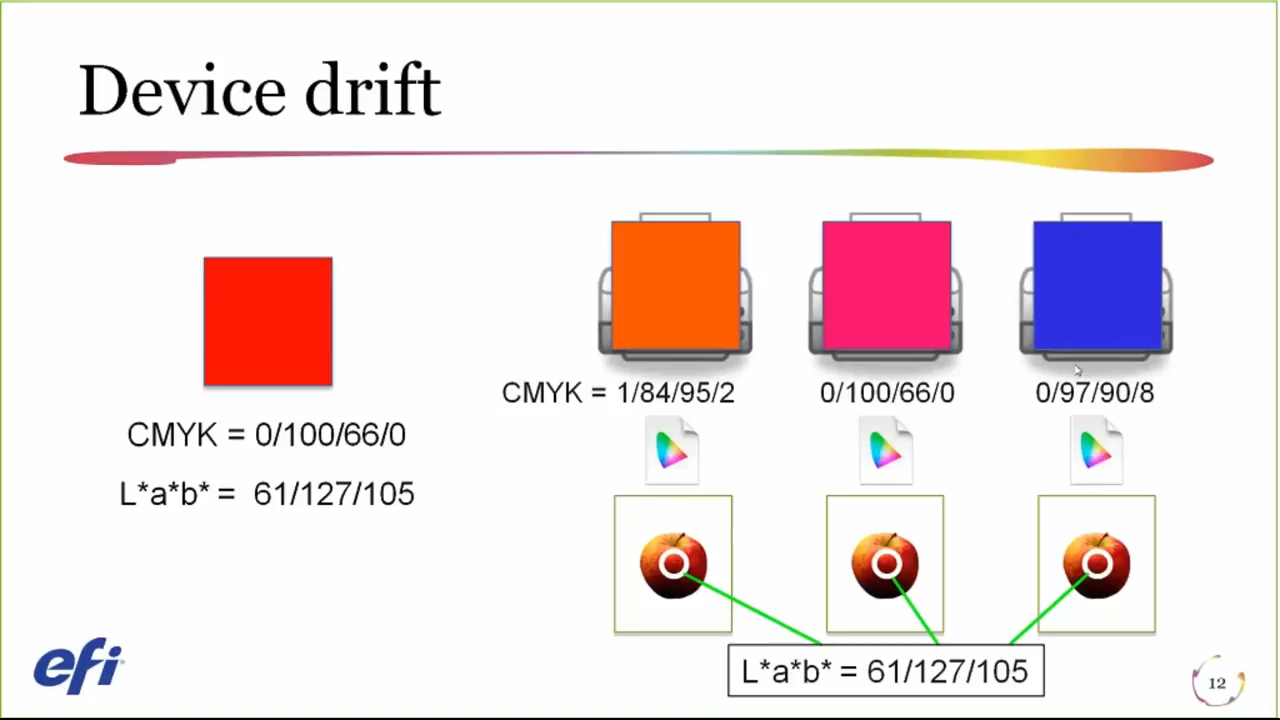 Device drift
CMYK = 0/100/66/0
L*a*b* =  61/127/105
CMYK = 1/84/95/2
0/100/66/0
0/97/90/8
L*a*b* = 61/127/105
efi
12